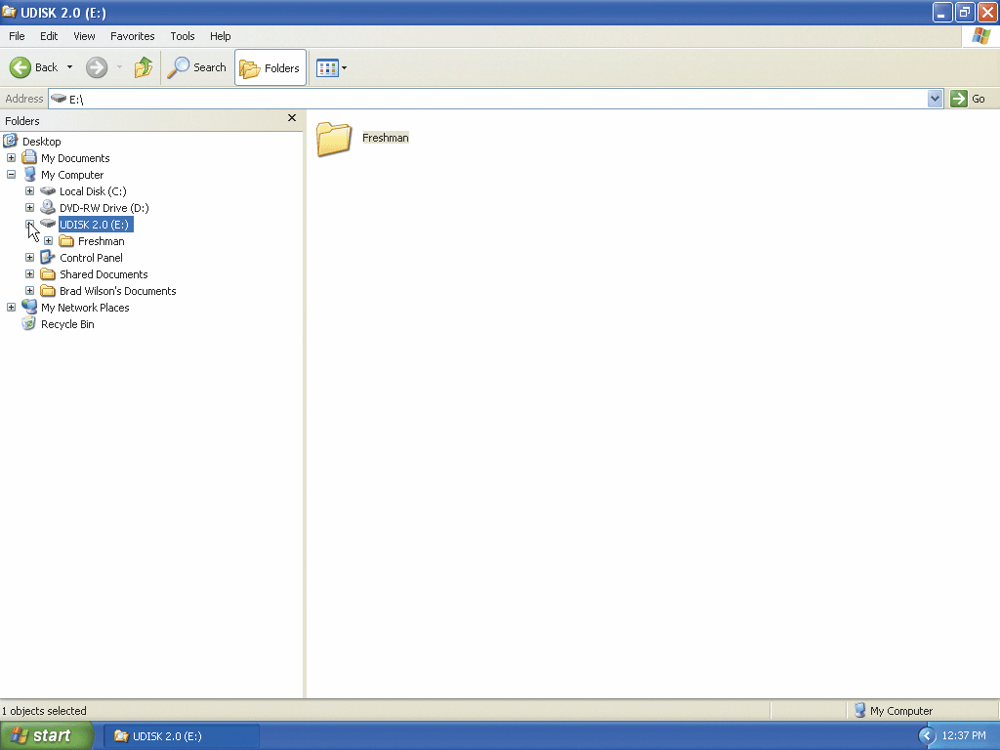 UDISK 2.0 (E:)
File Edit View Favorites Tools Help
Back Search Folders
Address E:\ Go
Folders
Desktop
My Documents
My Computer
Local Disk (C:)
DVD-RW Drive (D:)
UDISK 2.0 (E:)
Freshman
Control Panel
Shared Documents
Brad Wilson's Documents
My Network Places
Recycle Bin
Freshman
1 objects selected My Computer
start UDISK 2.0 (E:) 12:37 PM